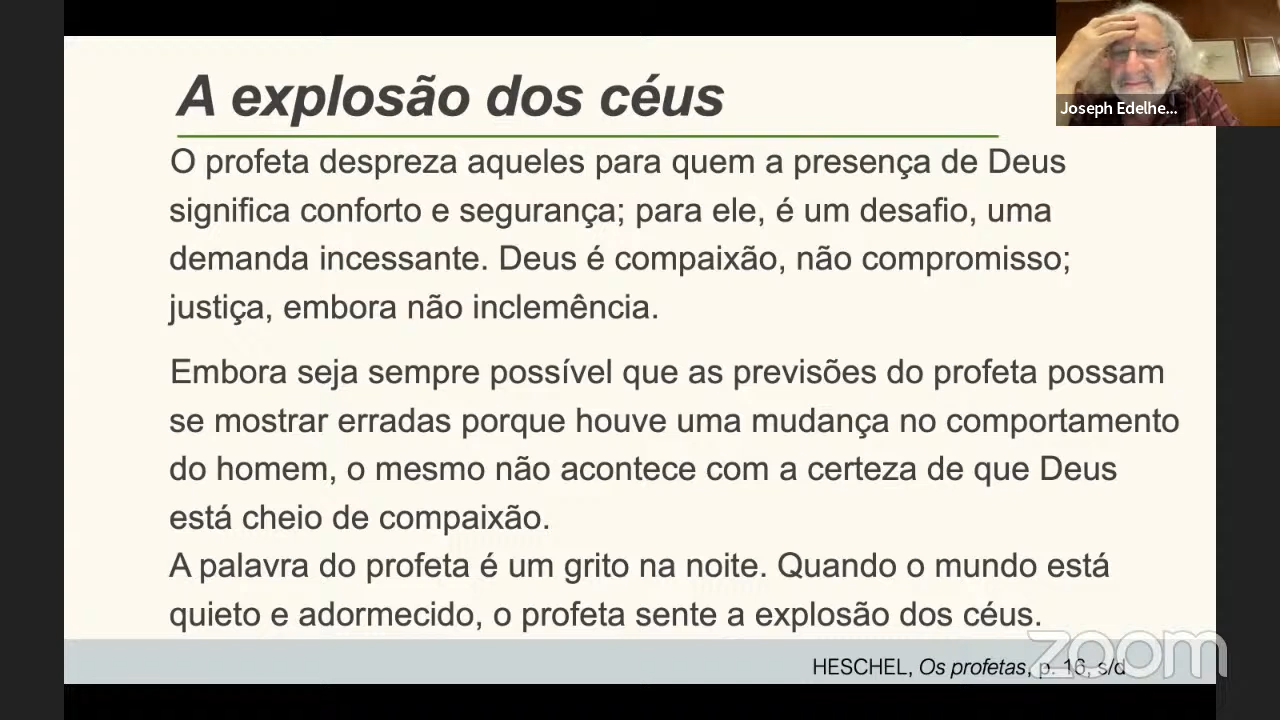 A explosão dos céus
Joseph Edelhe...
O profeta despreza aqueles para quem a presença de Deus
significa conforto e segurança; para ele, é um desafio, uma
demanda incessante. Deus é compaixão, não compromisso;
justiça, embora não inclemência.
Embora seja sempre possível que as previsões do profeta possam
se mostrar erradas porque houve uma mudança no comportamento
do homem, o mesmo não acontece com a certeza de que Deus
está cheio de compaixão.
A palavra do profeta é um grito na noite. Quando o mundo está
quieto e adormecido, o profeta sente a explosão dos céus.
HESCHEL, Os profetas, p. 16, s/d
zoom